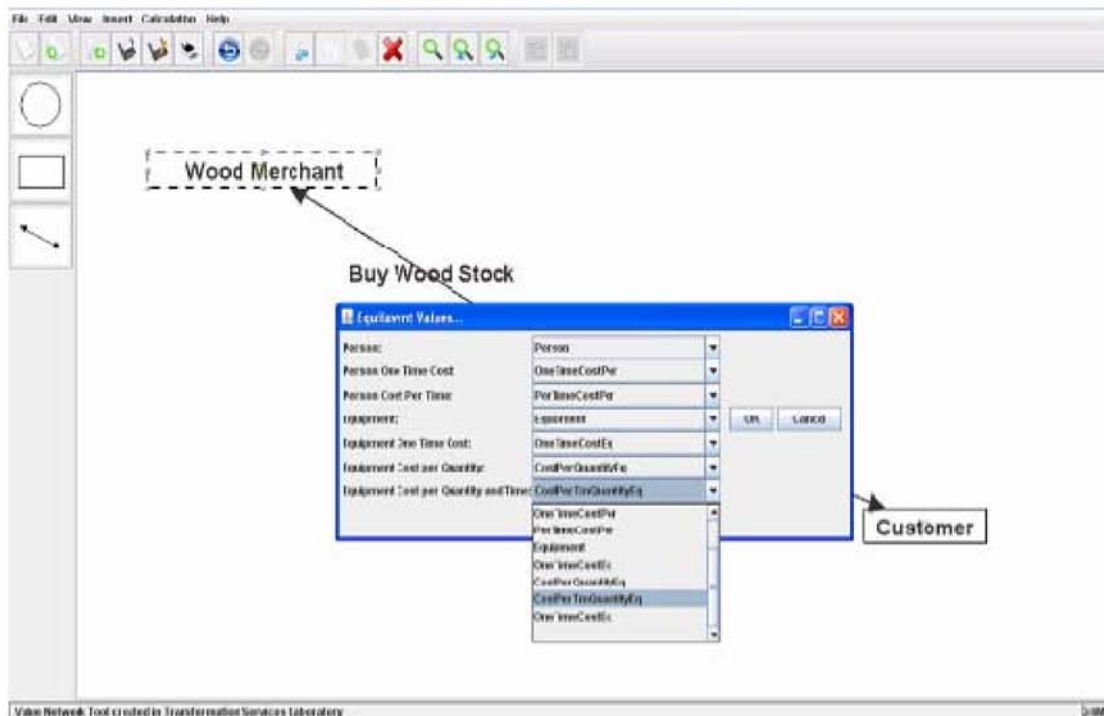 File Edit View Insert Calculation Help
Wood Merchant
Buy Wood Stock
Equilavent Values...
Person: Person
Person One Time Cost: OneTimeCostPer
Person Cost Per Time: PerTimeCostPer
Equipment: Equipment
OK Cancel
Equipment One Time Cost: OneTimeCostEq
Equipment Cost per Quantity: CostPerQuantityEq
Equipment Cost per Quantity and Time: CostPerTimQuantityEq
OneTimeCostPer
PerTimeCostPer
Equipment
OneTimeCostEq
CostPerQuantityEq
CostPerTimQuantityEq
OneTimeCostEq
Customer
Value Network Tool created in Transformation Services Laboratory